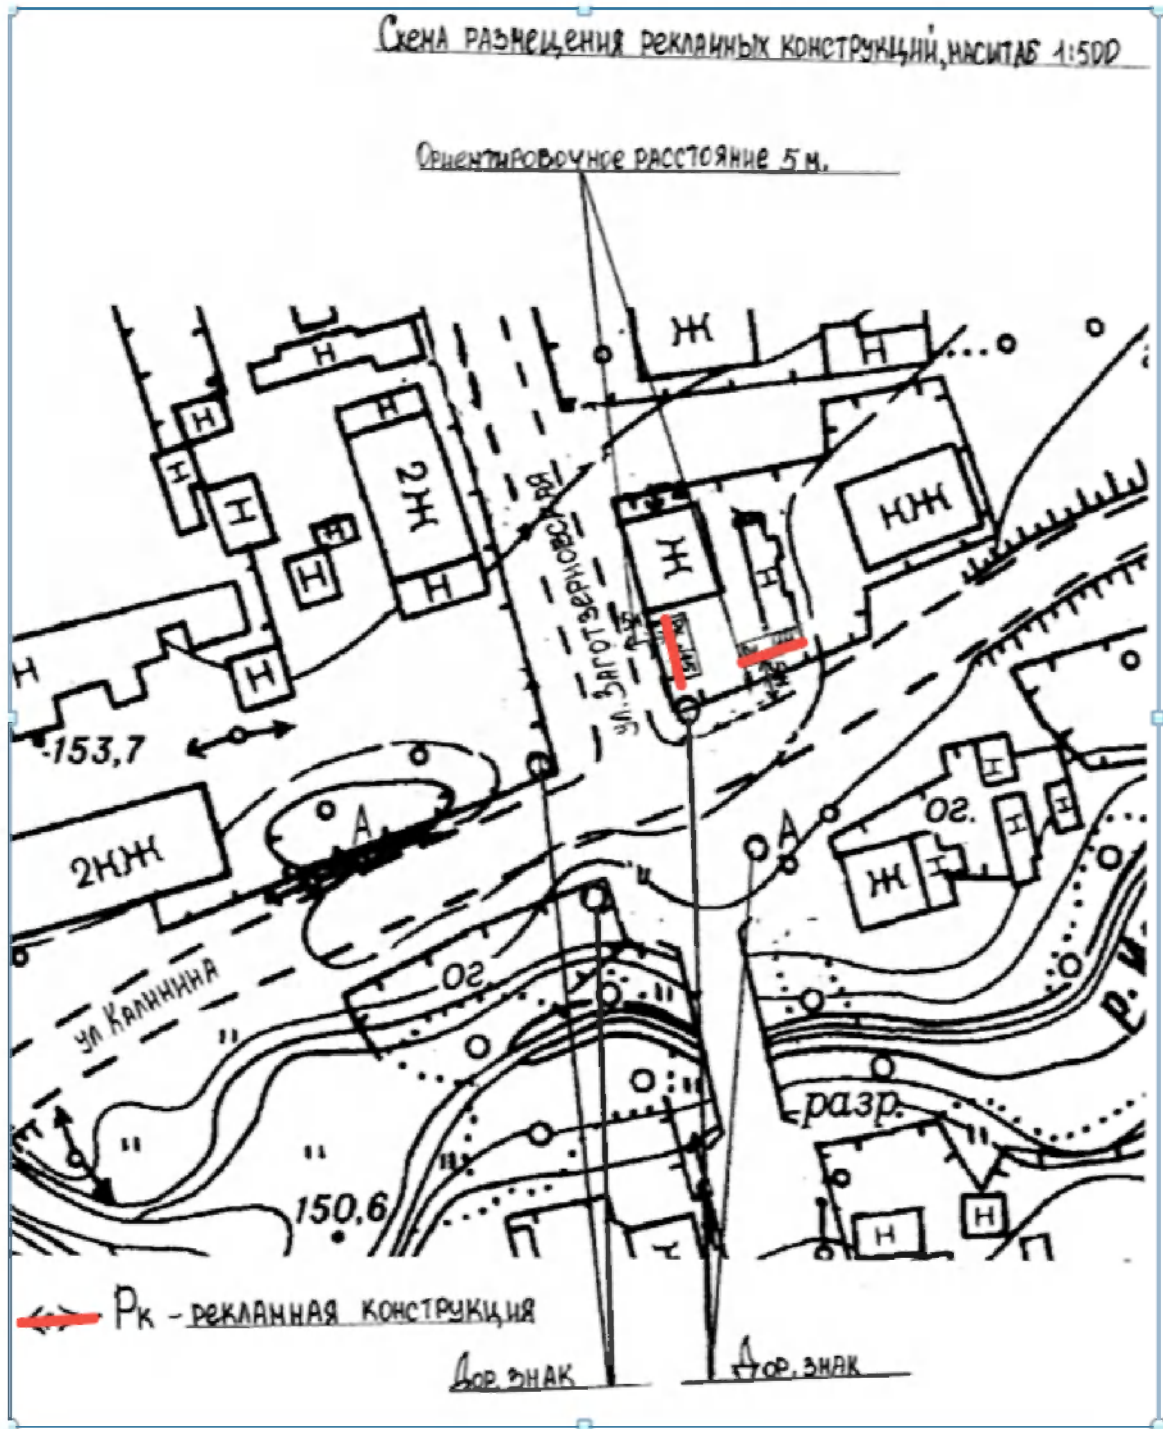 Схема размещения рекламных конструкций, масштаб 1:500
Ориентировочное расстояние 5 м.
Ж
Н
Н
Н
Н
2Ж
Н
Н
Н
Н
Н
Н
Н
Н
ул. Заготзерновская
Ж
Н
КЖ
153,7
2КЖ
А
А
ог.
Н
Н
Н
Ж
Н
ул Калинина
ог.
р. И
разр.
150,6
Н
Н
Рк - рекламная конструкция
Дор. знак
Дор. знак